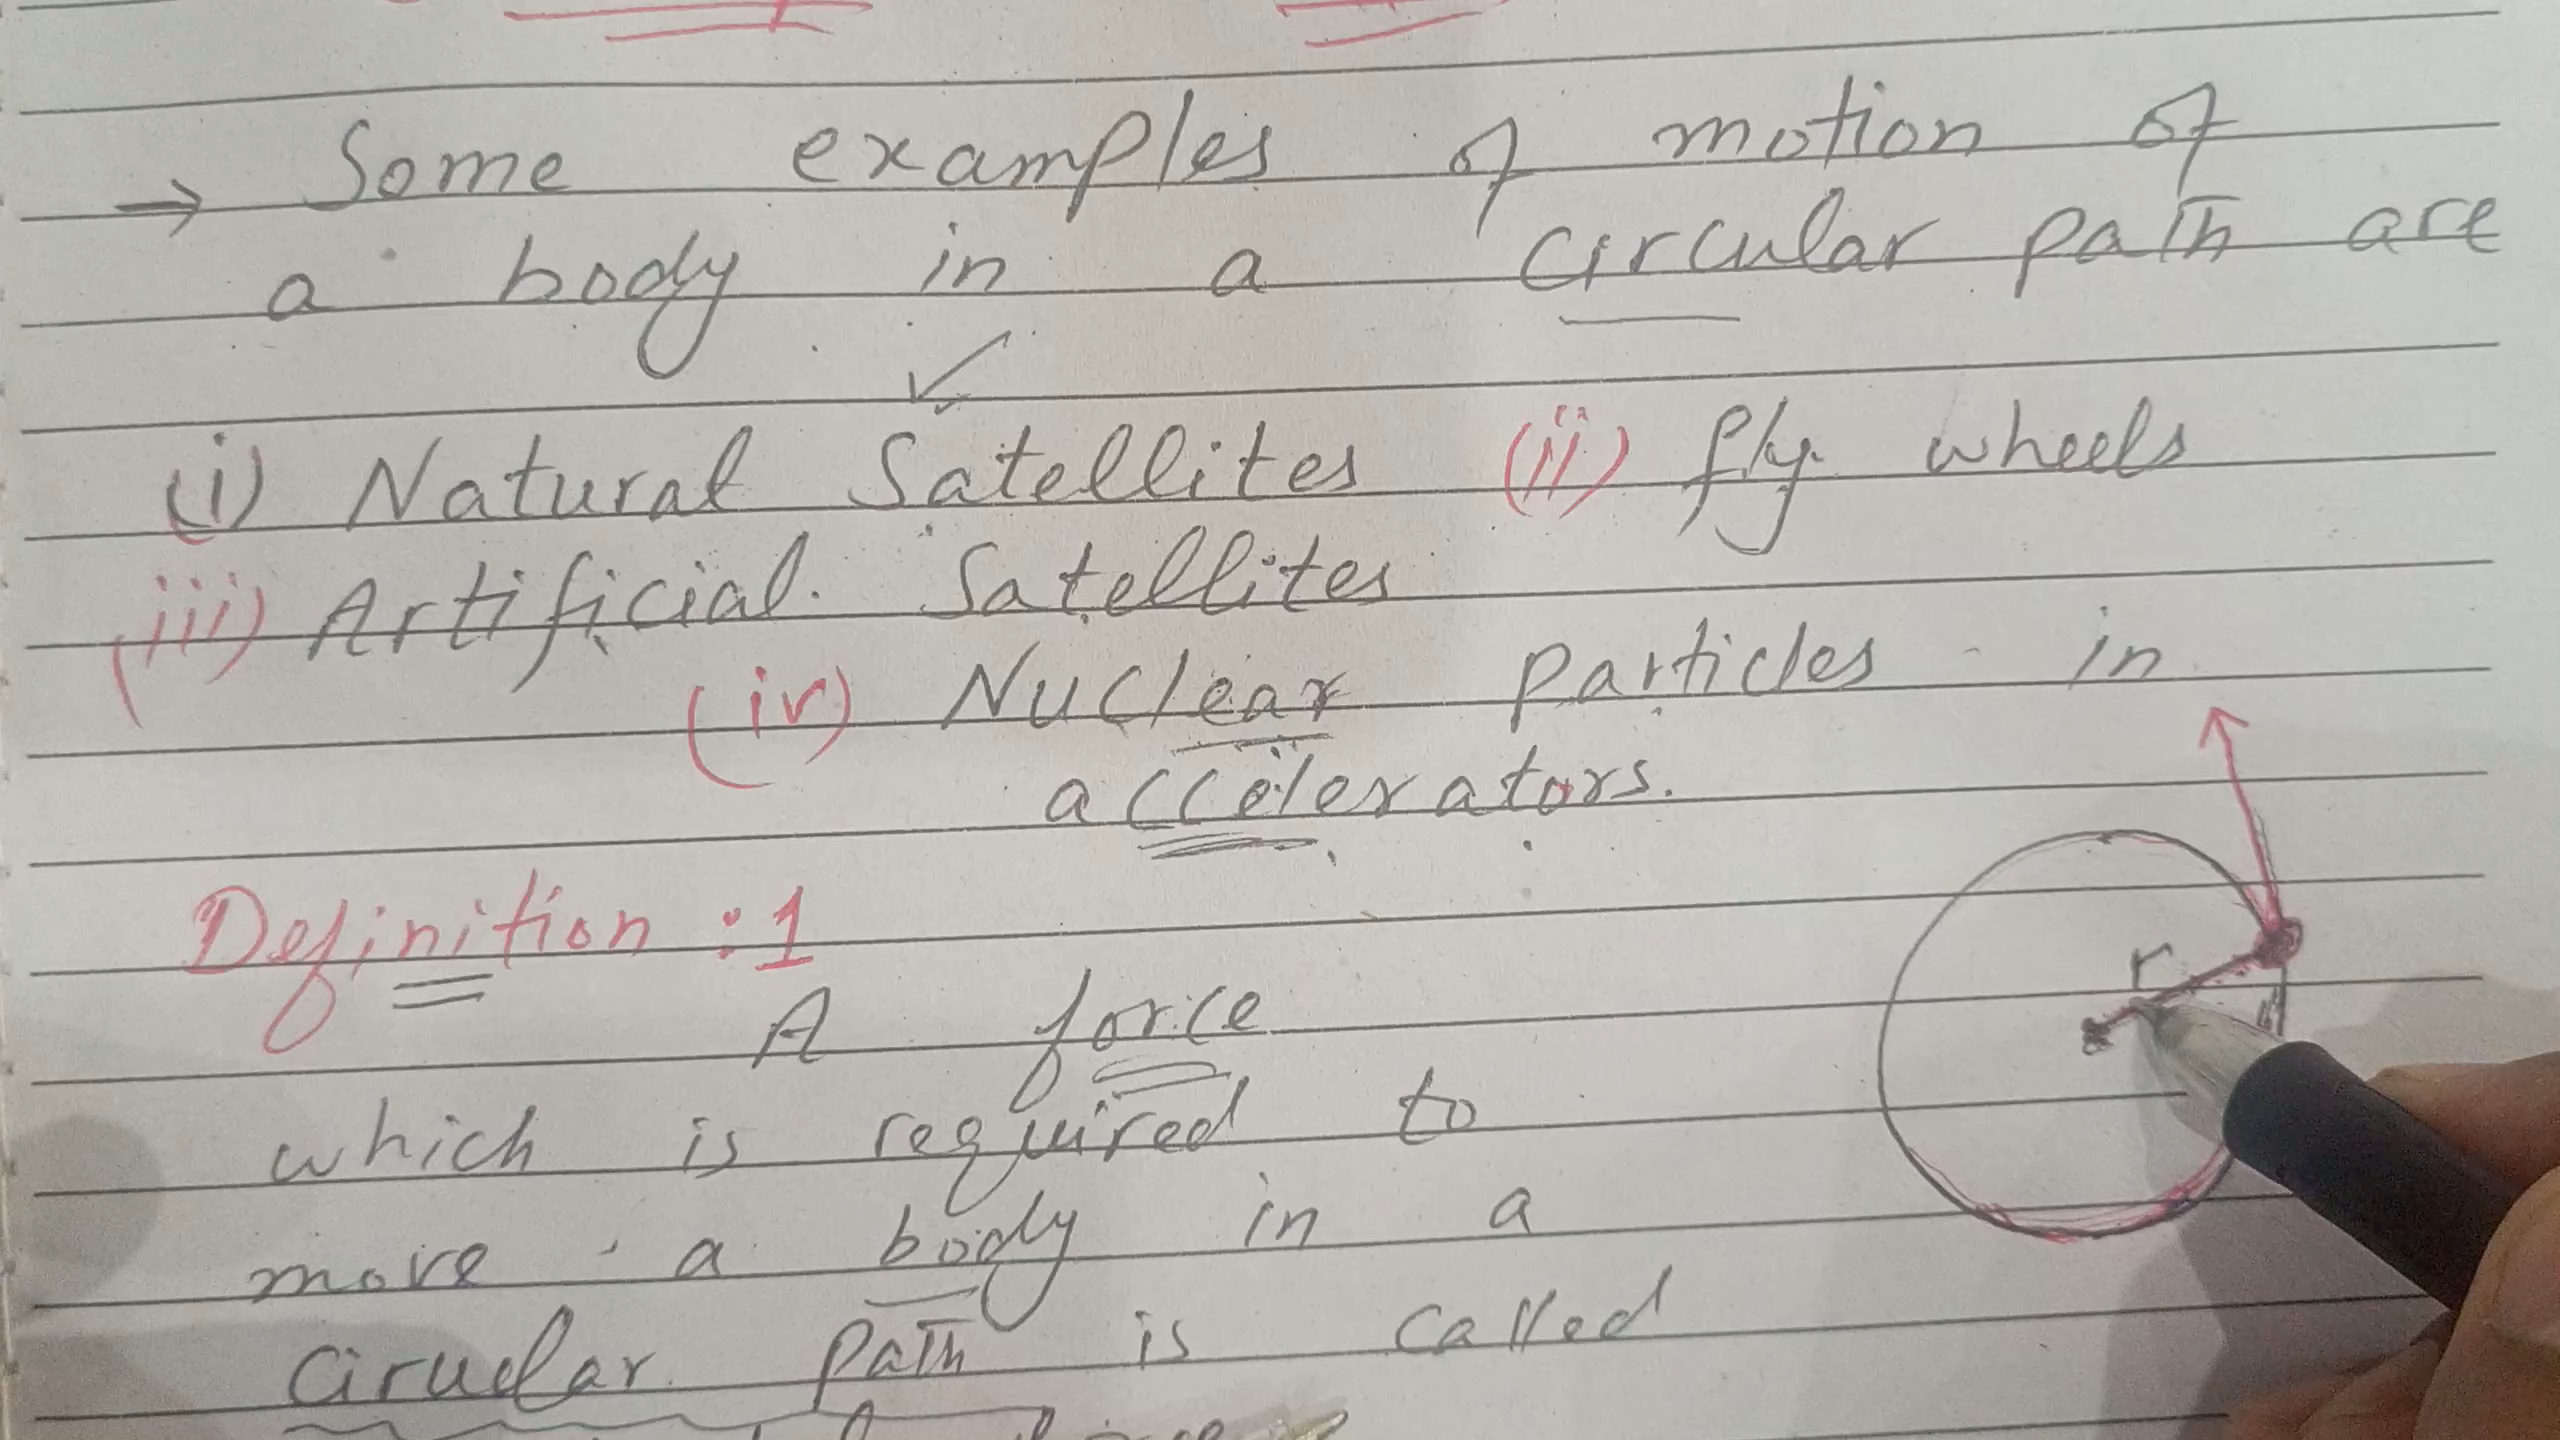 → Some examples of motion of
a body in a circular path are
(i) Natural Satellites (ii) fly wheels
(iii) Artificial Satellites
(iv) Nuclear particles in
accelerators.
Definition :1
A force
r
which is required to
move a body in a
cirular path is called